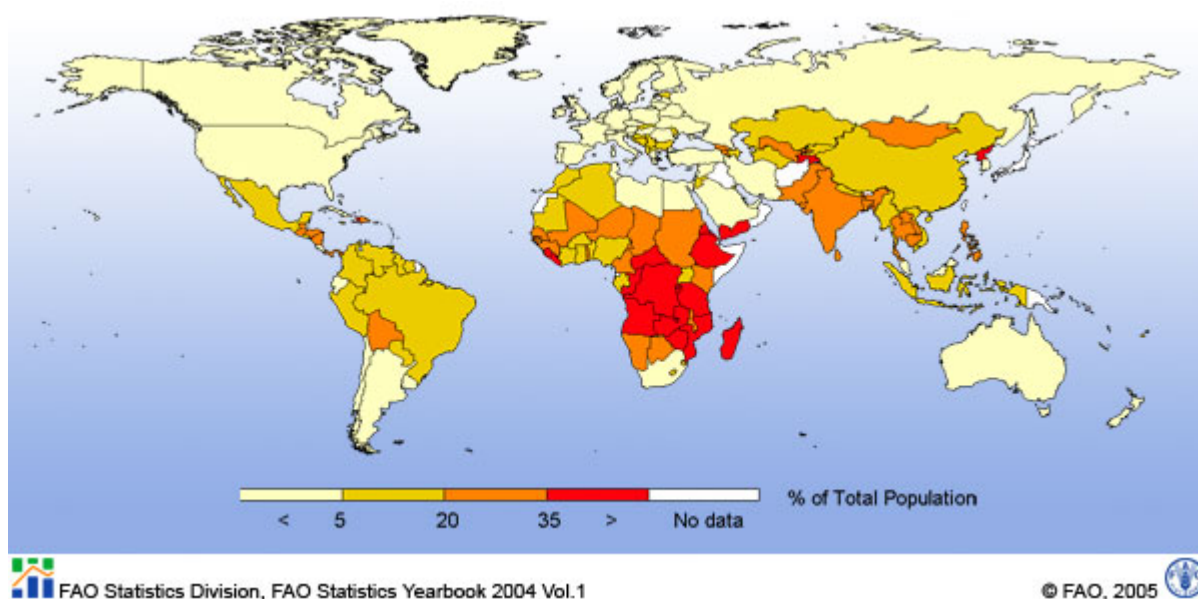 % of Total Population
< 5 20 35 > No data
FAO Statistics Division, FAO Statistics Yearbook 2004 Vol.1
© FAO, 2005